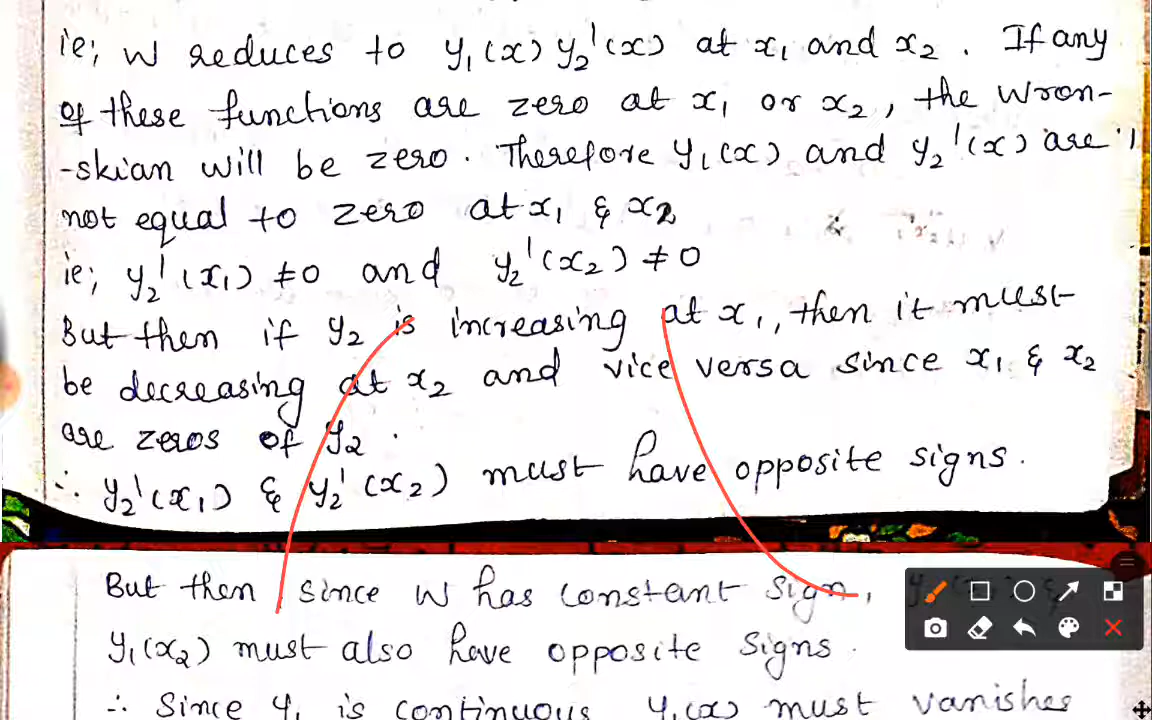 ie; W reduces to y₁(x) y₂'(x) at x₁ and x₂. If any
of these functions are zero at x₁ or x₂, the Wron-
-skian will be zero. Therefore y₁(x) and y₂'(x) are
not equal to zero at x₁ & x₂
ie; y₂'(x₁) ≠0 and y₂'(x₂) ≠0
But then if y₂ is increasing at x₁, then it must
be decreasing at x₂ and vice versa since x₁ & x₂
are zeros of y₂.
∴ y₂'(x₁) & y₂'(x₂) must have opposite signs.
But then since W has constant sign,
y₁(x₂) must also have opposite signs.
∴ Since y₁ is continuous y₁(x) must vanishes